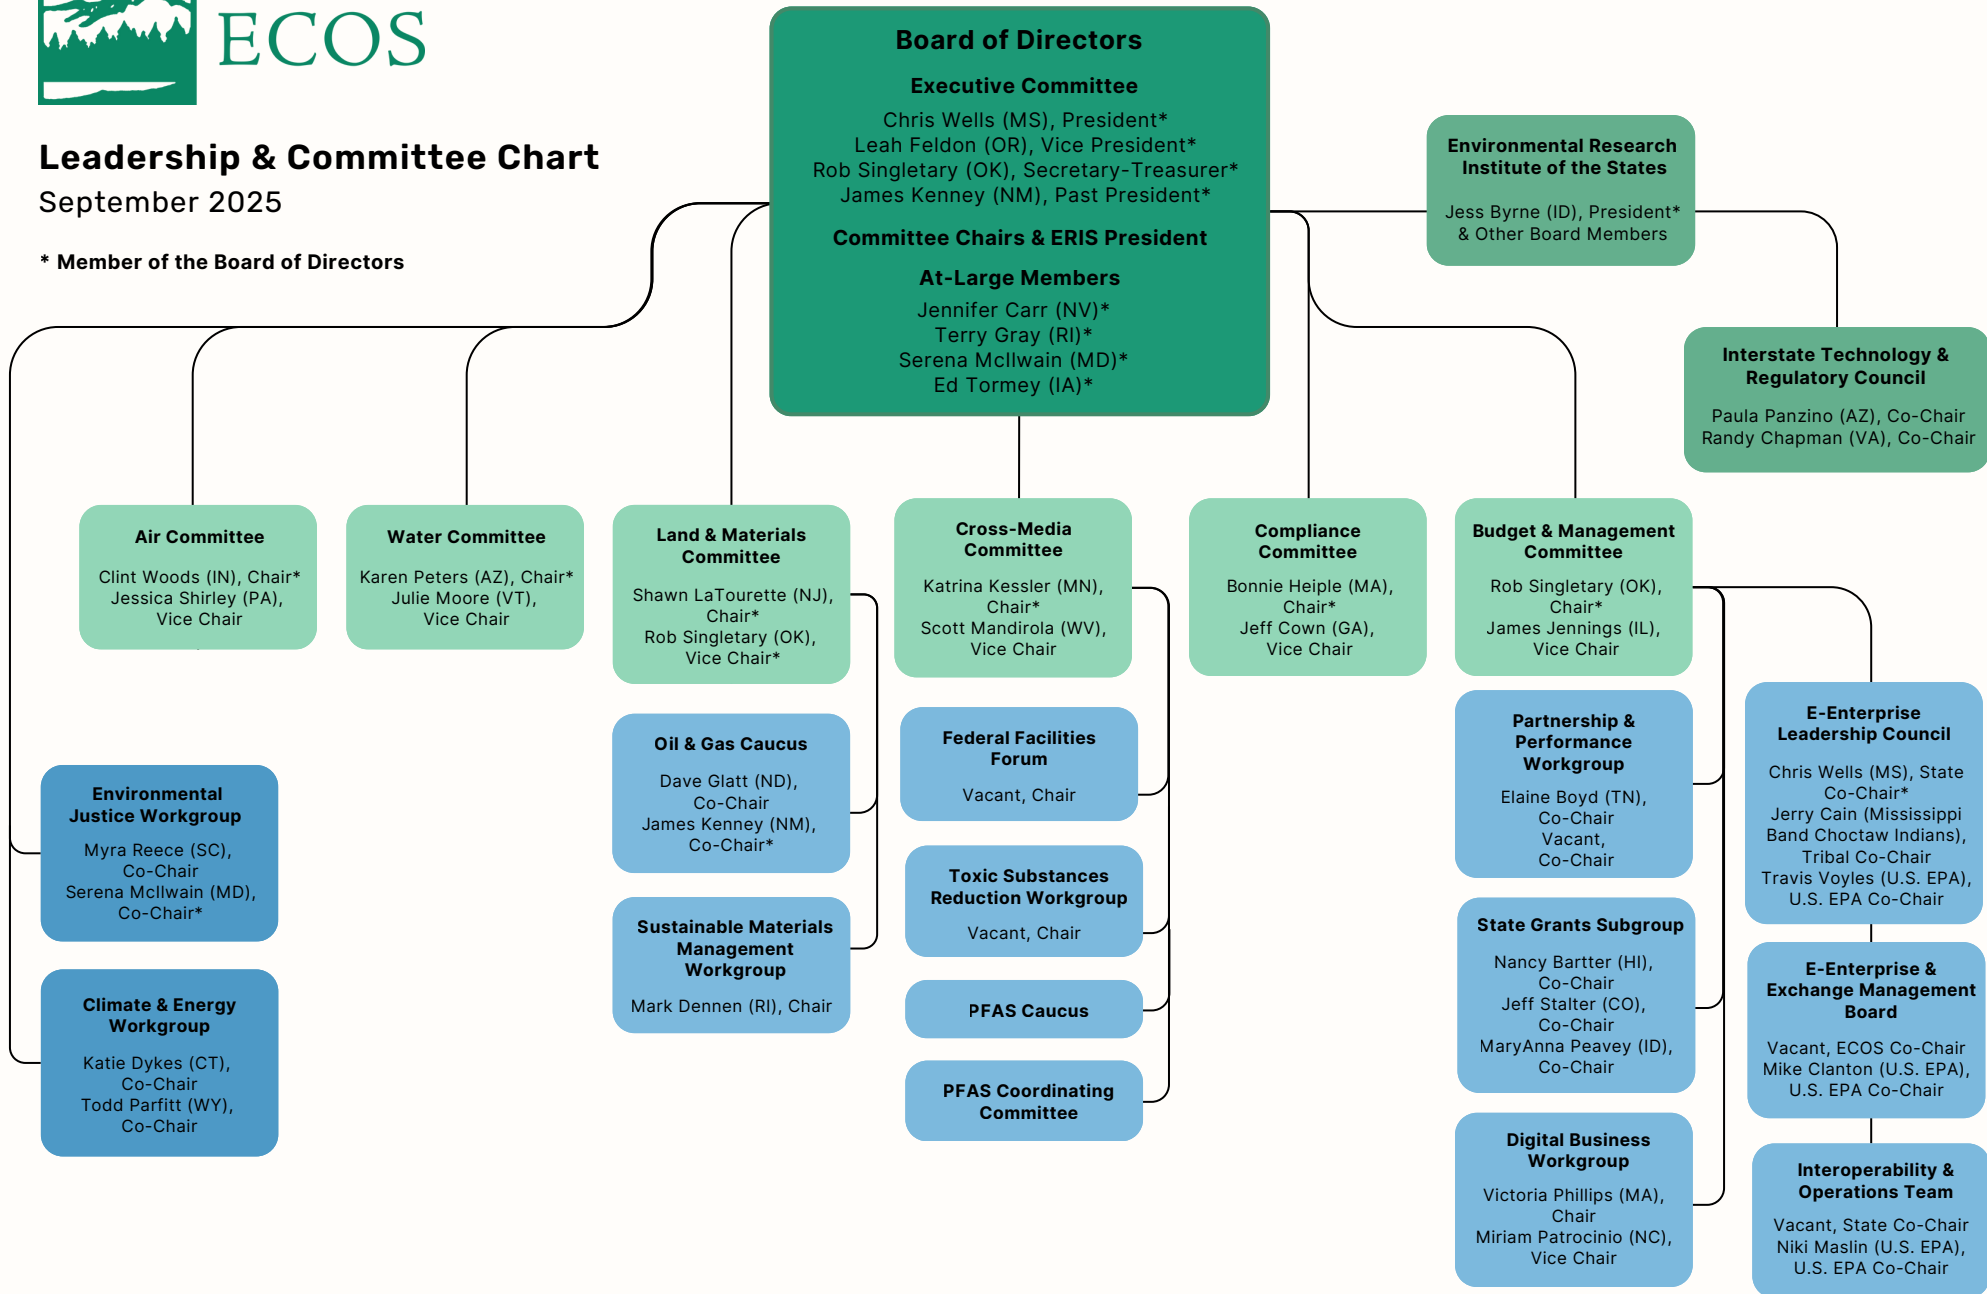 ECOS
Leadership & Committee Chart
September 2025
* Member of the Board of Directors
Board of Directors
Executive Committee
Chris Wells (MS), President*
Leah Feldon (OR), Vice President*
Rob Singletary (OK), Secretary-Treasurer*
James Kenney (NM), Past President*
Committee Chairs & ERIS President
At-Large Members
Jennifer Carr (NV)*
Terry Gray (RI)*
Serena McIlwain (MD)*
Ed Tormey (IA)*
Environmental Research
Institute of the States
Jess Byrne (ID), President*
& Other Board Members
Interstate Technology &
Regulatory Council
Paula Panzino (AZ), Co-Chair
Randy Chapman (VA), Co-Chair
Air Committee
Clint Woods (IN), Chair*
Jessica Shirley (PA),
Vice Chair
Water Committee
Karen Peters (AZ), Chair*
Julie Moore (VT),
Vice Chair
Land & Materials
Committee
Shawn LaTourette (NJ),
Chair*
Rob Singletary (OK),
Vice Chair*
Cross-Media
Committee
Katrina Kessler (MN),
Chair*
Scott Mandirola (WV),
Vice Chair
Compliance
Committee
Bonnie Heiple (MA),
Chair*
Jeff Cown (GA),
Vice Chair
Budget & Management
Committee
Rob Singletary (OK),
Chair*
James Jennings (IL),
Vice Chair
Environmental
Justice Workgroup
Myra Reece (SC),
Co-Chair
Serena McIlwain (MD),
Co-Chair*
Climate & Energy
Workgroup
Katie Dykes (CT),
Co-Chair
Todd Parfitt (WY),
Co-Chair
Oil & Gas Caucus
Dave Glatt (ND),
Co-Chair
James Kenney (NM),
Co-Chair*
Sustainable Materials
Management
Workgroup
Mark Dennen (RI), Chair
Federal Facilities
Forum
Vacant, Chair
Toxic Substances
Reduction Workgroup
Vacant, Chair
PFAS Caucus
PFAS Coordinating
Committee
Partnership &
Performance
Workgroup
Elaine Boyd (TN),
Co-Chair
Vacant,
Co-Chair
State Grants Subgroup
Nancy Bartter (HI),
Co-Chair
Jeff Stalter (CO),
Co-Chair
MaryAnna Peavey (ID),
Co-Chair
Digital Business
Workgroup
Victoria Phillips (MA),
Chair
Miriam Patrocinio (NC),
Vice Chair
E-Enterprise
Leadership Council
Chris Wells (MS), State
Co-Chair*
Jerry Cain (Mississippi
Band Choctaw Indians),
Tribal Co-Chair
Travis Voyles (U.S. EPA),
U.S. EPA Co-Chair
E-Enterprise &
Exchange Management
Board
Vacant, ECOS Co-Chair
Mike Clanton (U.S. EPA),
U.S. EPA Co-Chair
Interoperability &
Operations Team
Vacant, State Co-Chair
Niki Maslin (U.S. EPA),
U.S. EPA Co-Chair